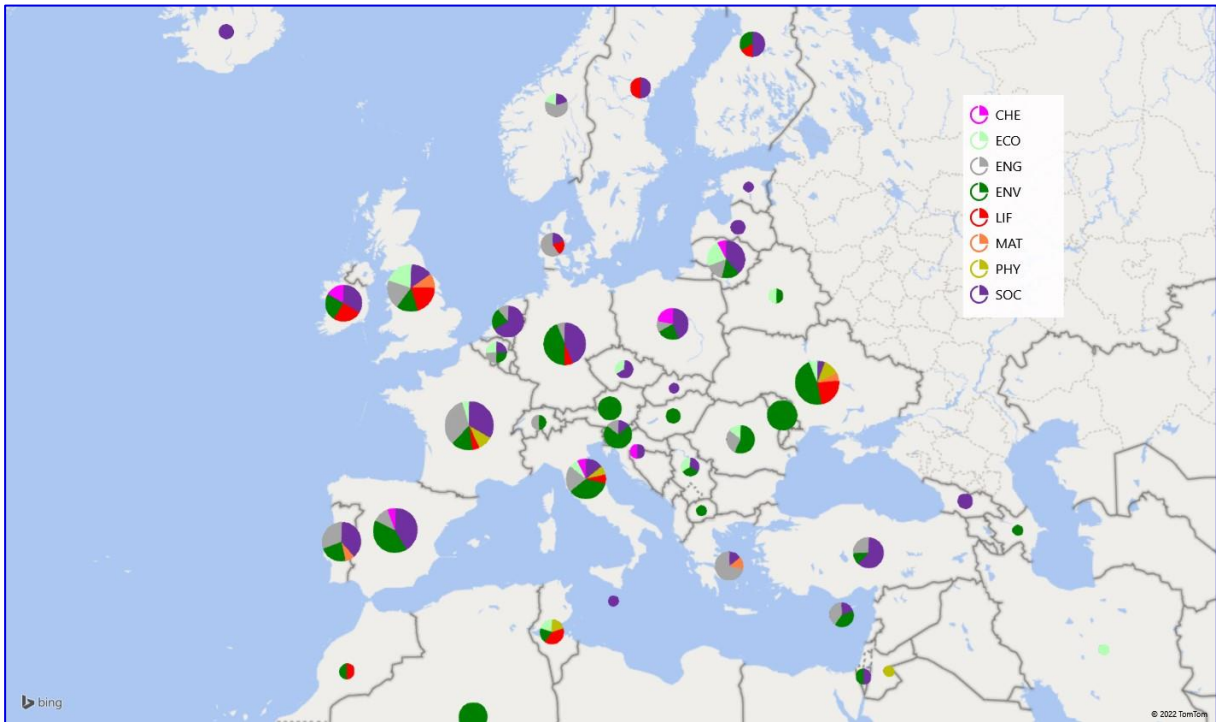 CHE
ECO
ENG
ENV
LIF
MAT
PHY
SOC
bing
© 2022 TomTom